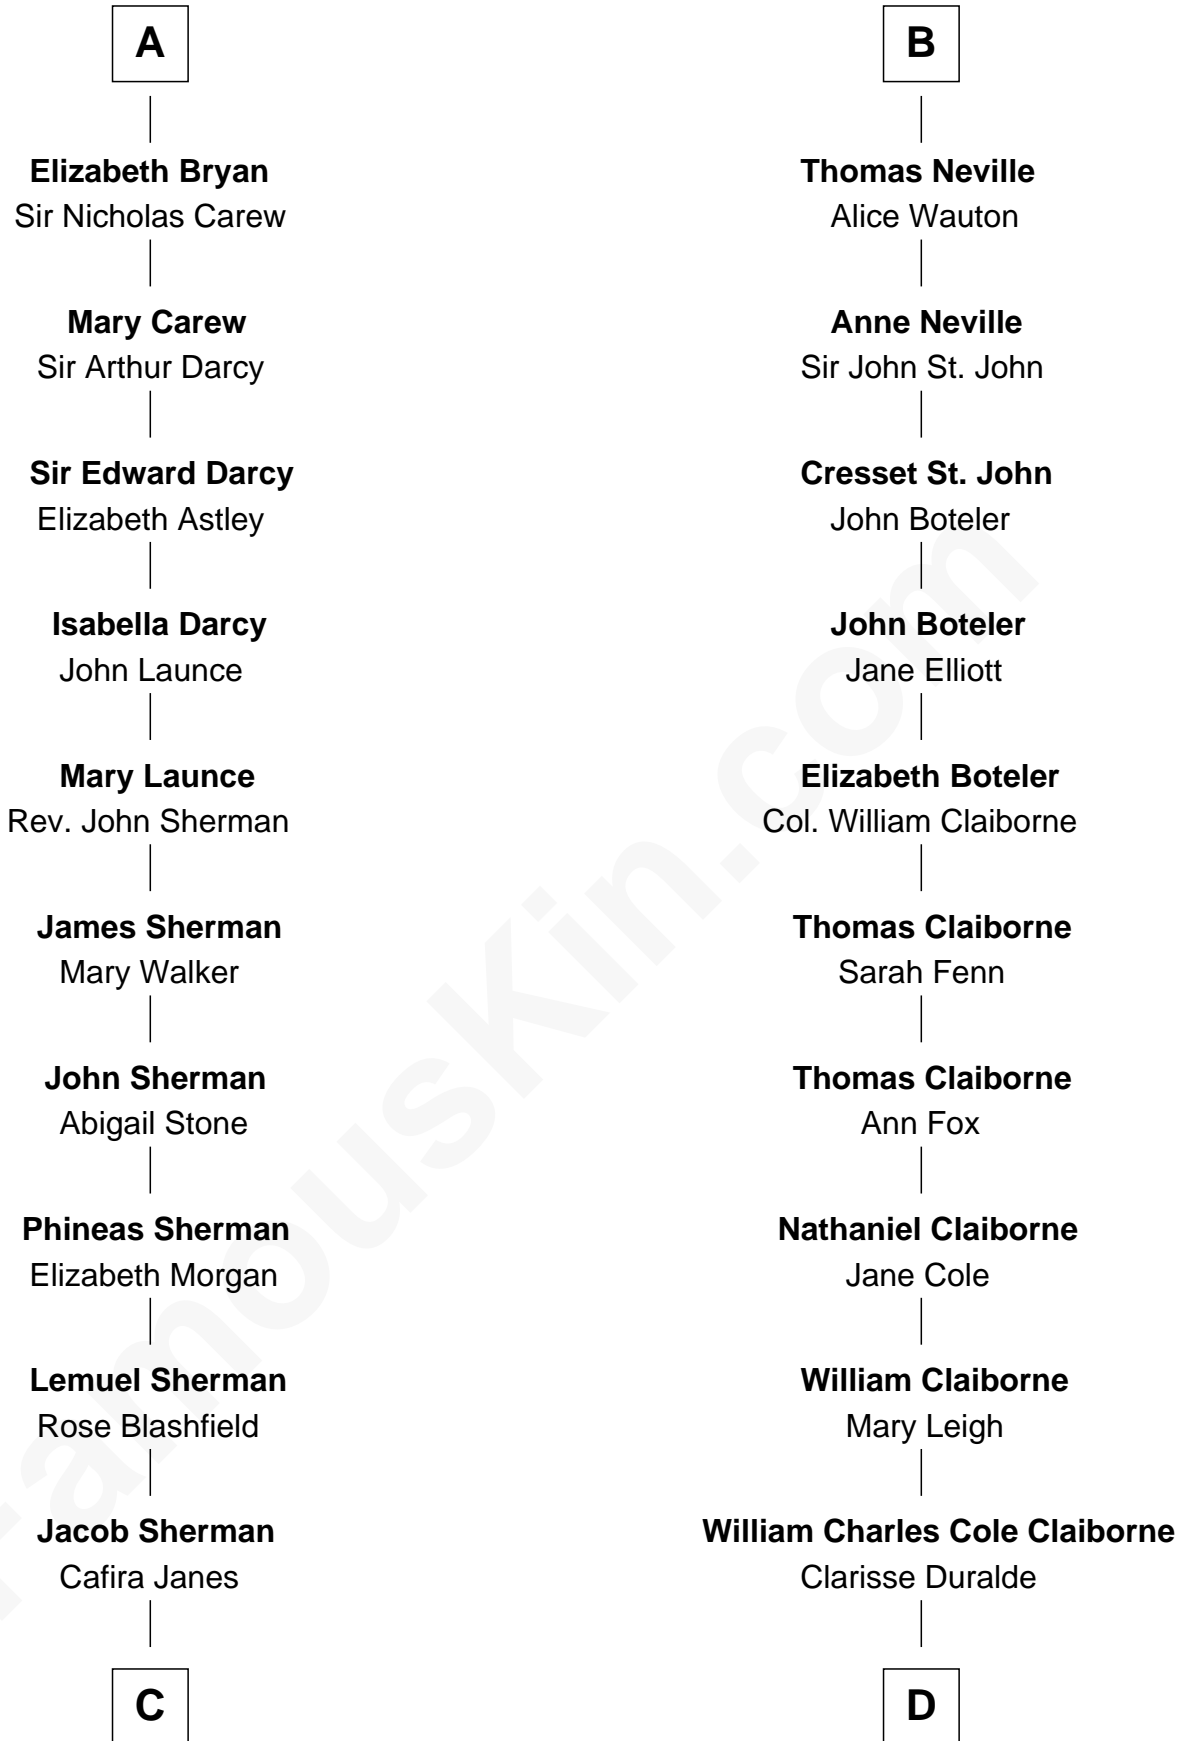 A
Elizabeth Bryan
Sir Nicholas Carew
Mary Carew
Sir Arthur Darcy
Sir Edward Darcy
Elizabeth Astley
Isabella Darcy
John Launce
Mary Launce
Rev. John Sherman
James Sherman
Mary Walker
John Sherman
Abigail Stone
Phineas Sherman
Elizabeth Morgan
Lemuel Sherman
Rose Blashfield
Jacob Sherman
Cafira Janes
C
B
Thomas Neville
Alice Wauton
Anne Neville
Sir John St. John
Cresset St. John
John Boteler
John Boteler
Jane Elliott
Elizabeth Boteler
Col. William Claiborne
Thomas Claiborne
Sarah Fenn
Thomas Claiborne
Ann Fox
Nathaniel Claiborne
Jane Cole
William Claiborne
Mary Leigh
William Charles Cole Claiborne
Clarisse Duralde
D
FamousKin.com